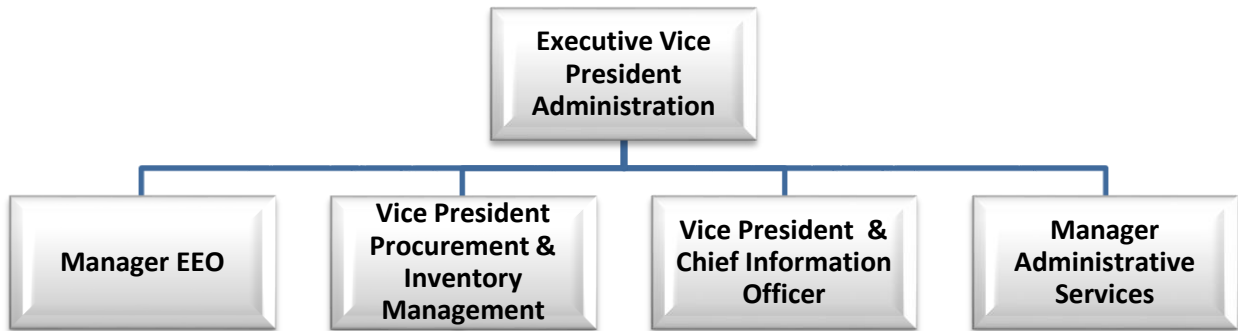 Executive Vice
President
Administration
Manager EEO
Vice President
Procurement &
Inventory
Management
Vice President &
Chief Information
Officer
Manager
Administrative
Services